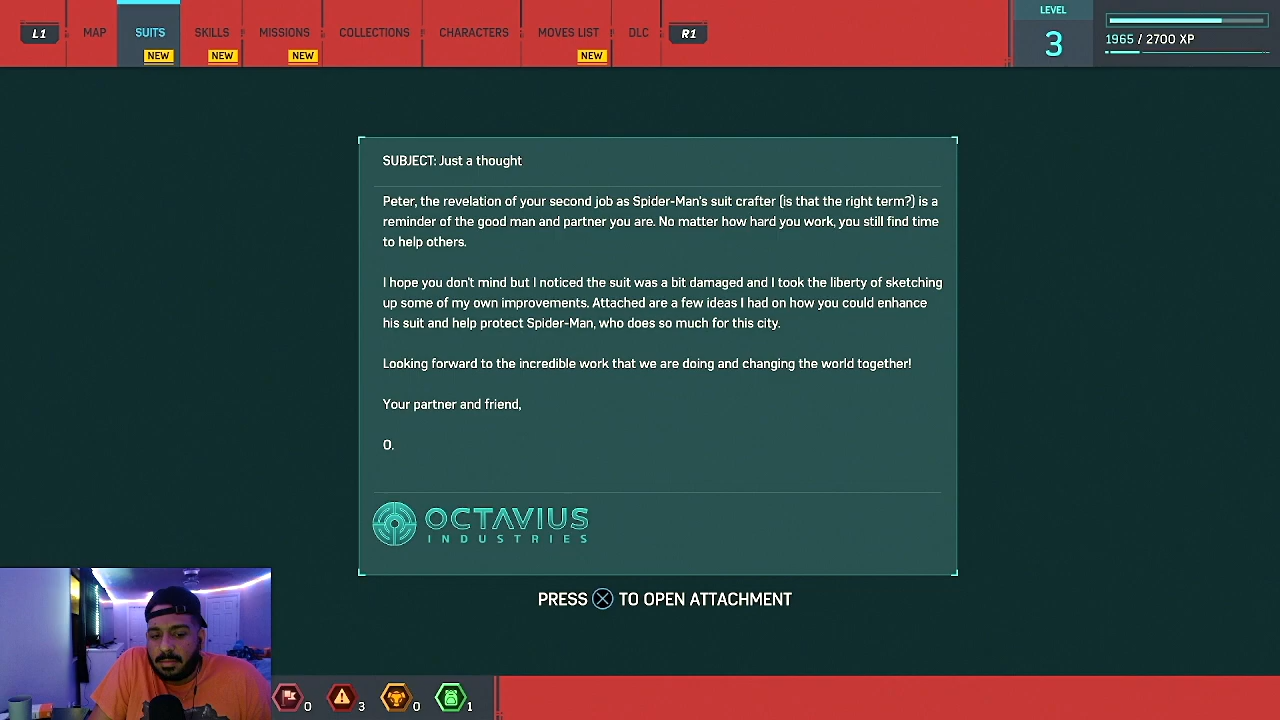 L1 MAP SUITS SKILLS MISSIONS COLLECTIONS CHARACTERS MOVES LIST DLC R1
NEW NEW NEW NEW
LEVEL
3
1965 / 2700 XP
SUBJECT: Just a thought
Peter, the revelation of your second job as Spider-Man's suit crafter (is that the right term?) is a
reminder of the good man and partner you are. No matter how hard you work, you still find time
to help others.
I hope you don't mind but I noticed the suit was a bit damaged and I took the liberty of sketching
up some of my own improvements. Attached are a few ideas I had on how you could enhance
his suit and help protect Spider-Man, who does so much for this city.
Looking forward to the incredible work that we are doing and changing the world together!
Your partner and friend,
O.
OCTAVIUS
INDUSTRIES
PRESS X TO OPEN ATTACHMENT
0 3 0 1